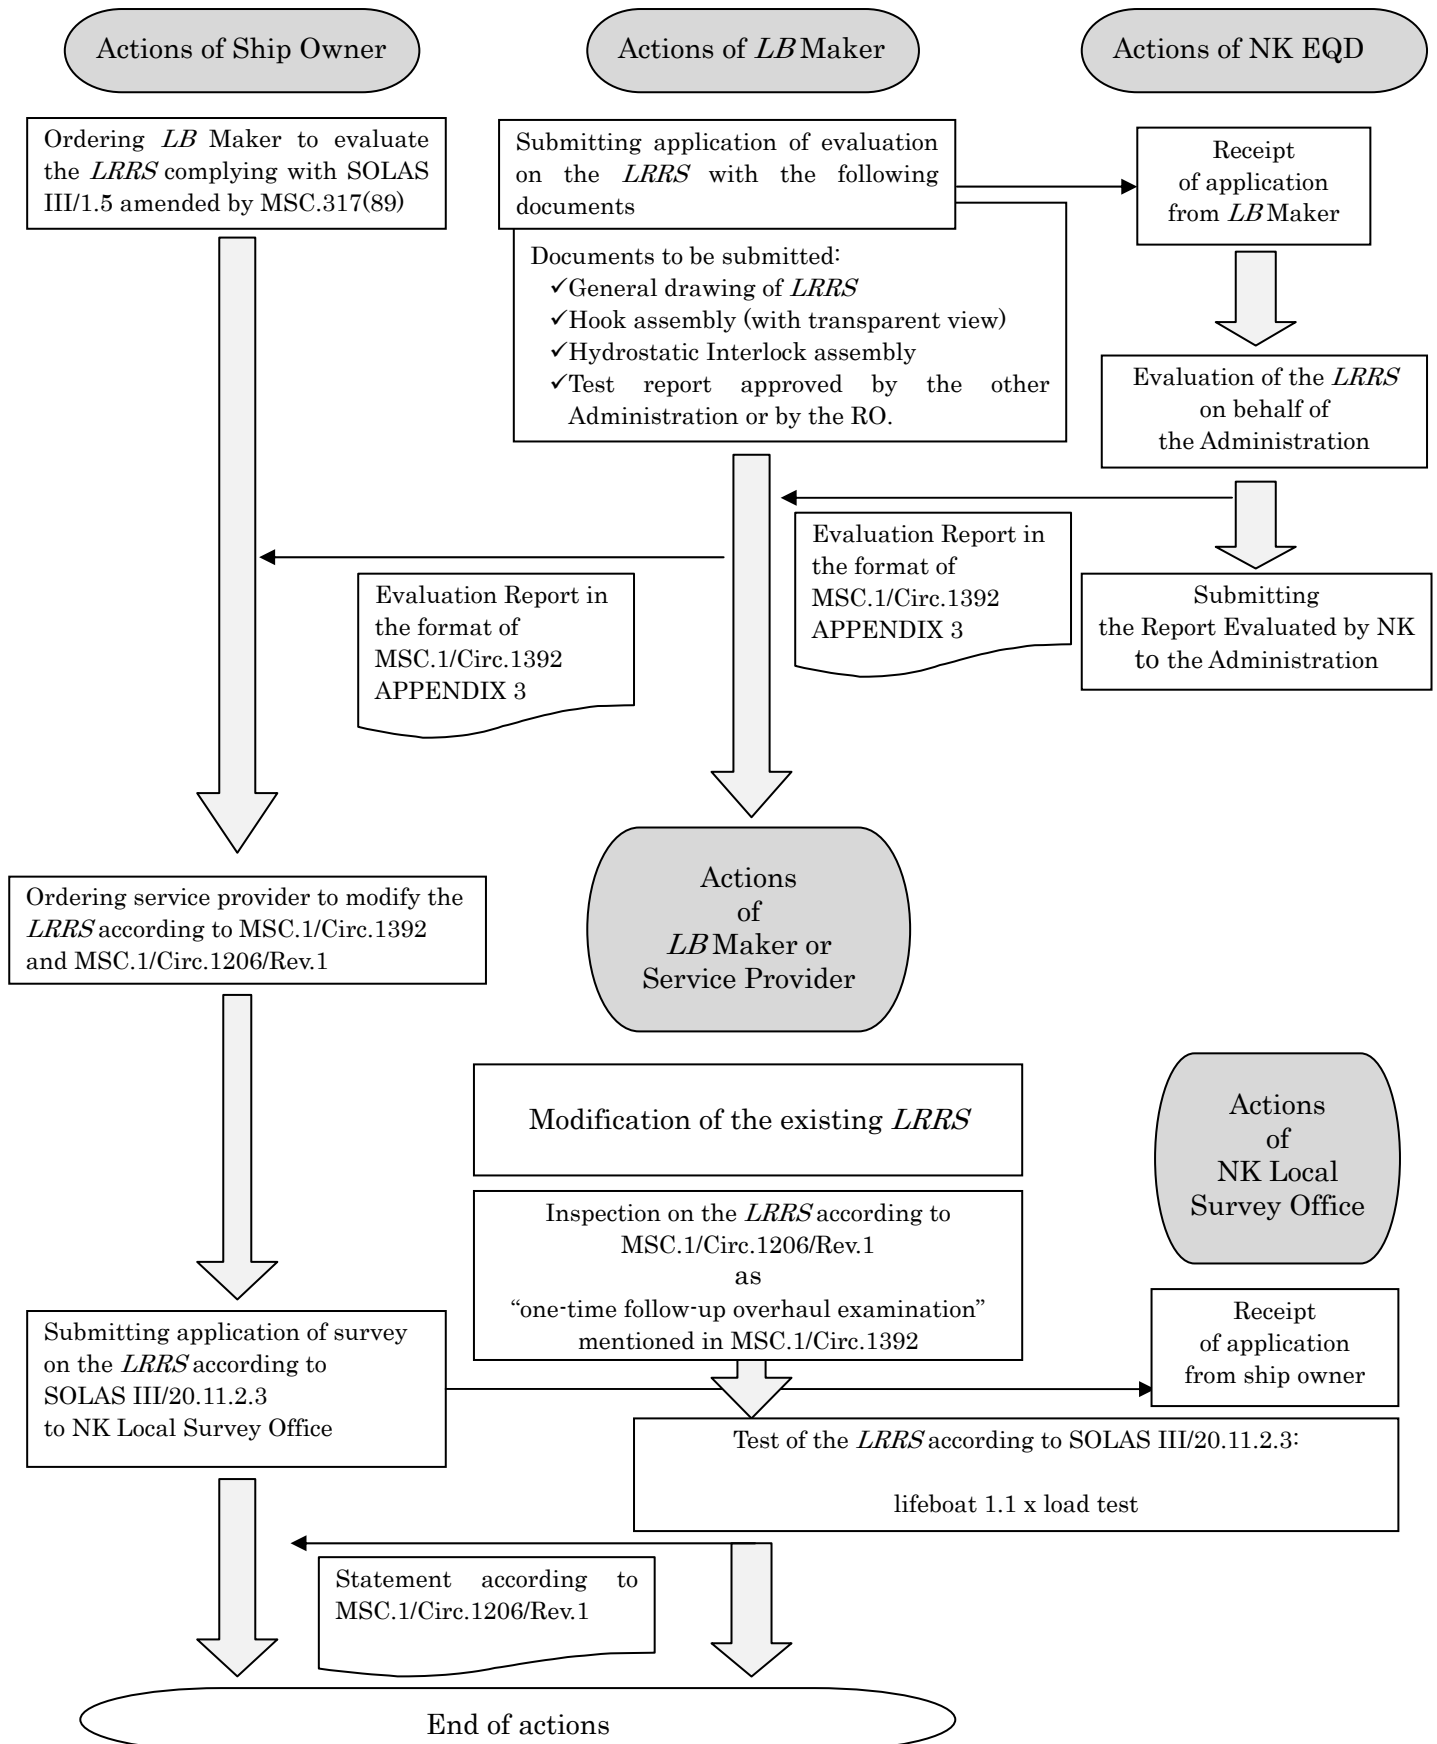 Actions of Ship Owner
Actions of LB Maker
Actions of NK EQD
Ordering LB Maker to evaluate
the LRRS complying with SOLAS
III/1.5 amended by MSC.317(89)
Submitting application of evaluation
on the LRRS with the following
documents
Receipt
of application
from LB Maker
Documents to be submitted:
✓General drawing of LRRS
✓Hook assembly (with transparent view)
✓Hydrostatic Interlock assembly
✓Test report approved by the other
Administration or by the RO.
Evaluation of the LRRS
on behalf of
the Administration
Evaluation Report in
the format of
MSC.1/Circ.1392
APPENDIX 3
Evaluation Report in
the format of
MSC.1/Circ.1392
APPENDIX 3
Submitting
the Report Evaluated by NK
to the Administration
Actions
of
LB Maker or
Service Provider
Ordering service provider to modify the
LRRS according to MSC.1/Circ.1392
and MSC.1/Circ.1206/Rev.1
Modification of the existing LRRS
Actions
of
NK Local
Survey Office
Inspection on the LRRS according to
MSC.1/Circ.1206/Rev.1
as
“one-time follow-up overhaul examination”
mentioned in MSC.1/Circ.1392
Submitting application of survey
on the LRRS according to
SOLAS III/20.11.2.3
to NK Local Survey Office
Receipt
of application
from ship owner
Test of the LRRS according to SOLAS III/20.11.2.3:
lifeboat 1.1 x load test
Statement according to
MSC.1/Circ.1206/Rev.1
End of actions